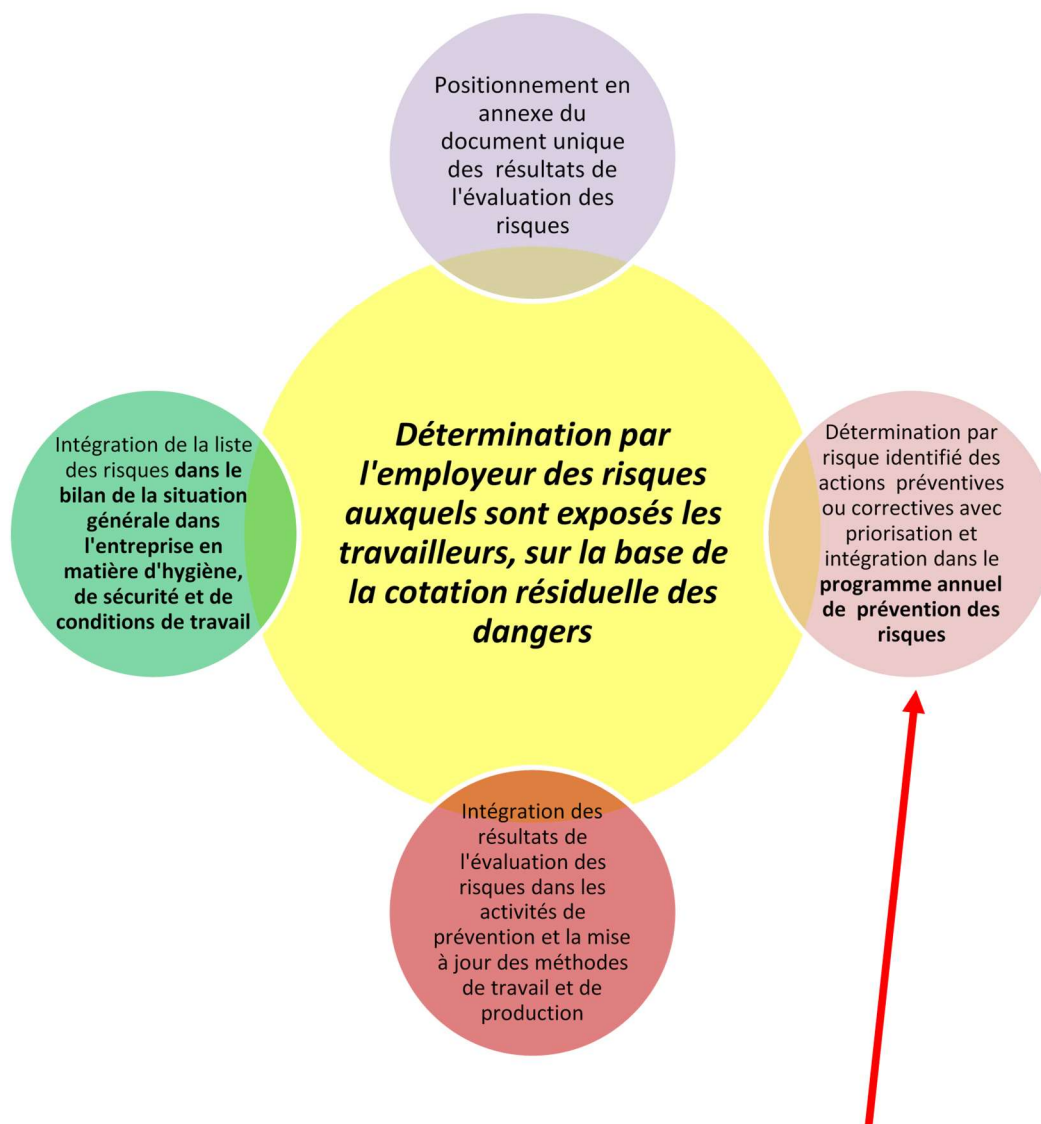 Positionnement en
annexe du
document unique
des résultats de
l'évaluation des
risques
Intégration de la liste
des risques dans le
bilan de la situation
générale dans
l'entreprise en
matière d'hygiène,
de sécurité et de
conditions de travail
Détermination par
l'employeur des risques
auxquels sont exposés les
travailleurs, sur la base de
la cotation résiduelle des
dangers
Détermination par
risque identifié des
actions préventives
ou correctives avec
priorisation et
intégration dans le
programme annuel
de prévention des
risques
Intégration des
résultats de
l'évaluation des
risques dans les
activités de
prévention et la mise
à jour des méthodes
de travail et de
production